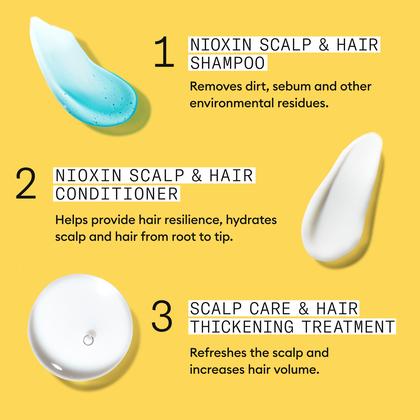 1 NIOXIN SCALP & HAIR
SHAMPOO
Removes dirt, sebum and other
environmental residues.
2 NIOXIN SCALP & HAIR
CONDITIONER
Helps provide hair resilience, hydrates
scalp and hair from root to tip.
3 SCALP CARE & HAIR
THICKENING TREATMENT
Refreshes the scalp and
increases hair volume.